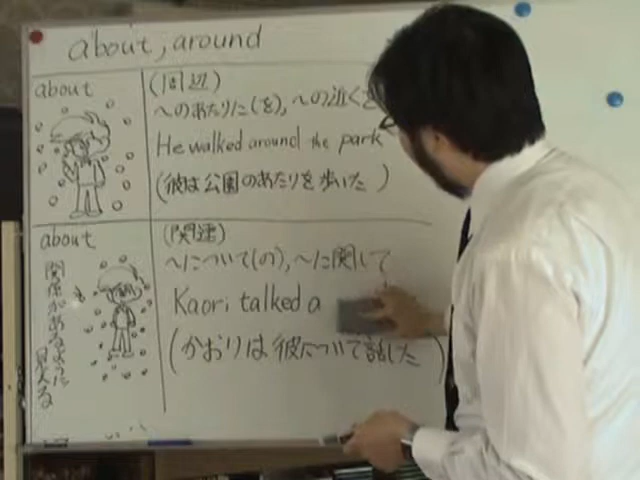 about, around
about
(周辺)
〜のあたりに(を), 〜の近くを
He walked around the park
(彼は公園のあたりを歩いた )
about
関係があるように見える
(関連)
〜について(の), 〜に関して
Kaori talked a
(かおりは彼について話した )